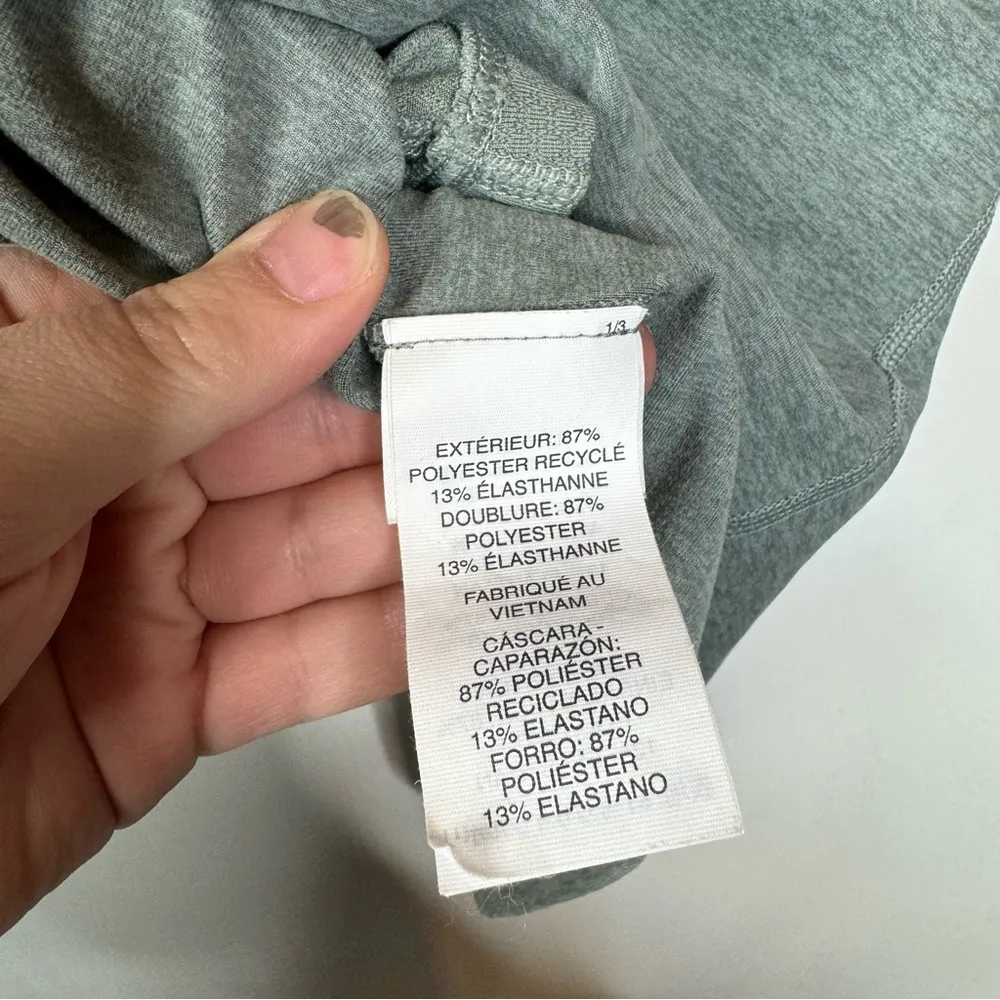 1/3
EXTÉRIEUR: 87%
POLYESTER RECYCLÉ
13% ÉLASTHANNE
DOUBLURE: 87%
POLYESTER
13% ÉLASTHANNE
FABRIQUÉ AU
VIETNAM
CÁSCARA -
CAPARAZÓN:
87% POLIÉSTER
RECICLADO
13% ELASTANO
FORRO: 87%
POLIÉSTER
13% ELASTANO